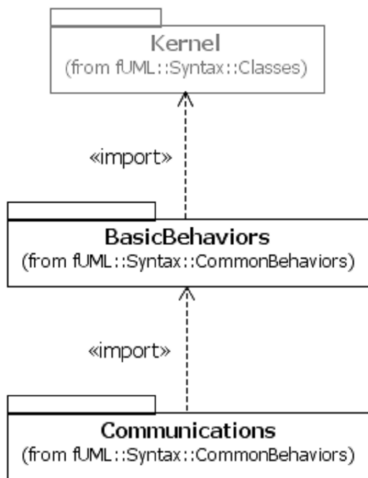 Kernel
(from fUML::Syntax::Classes)
«import»
BasicBehaviors
(from fUML::Syntax::CommonBehaviors)
«import»
Communications
(from fUML::Syntax::CommonBehaviors)